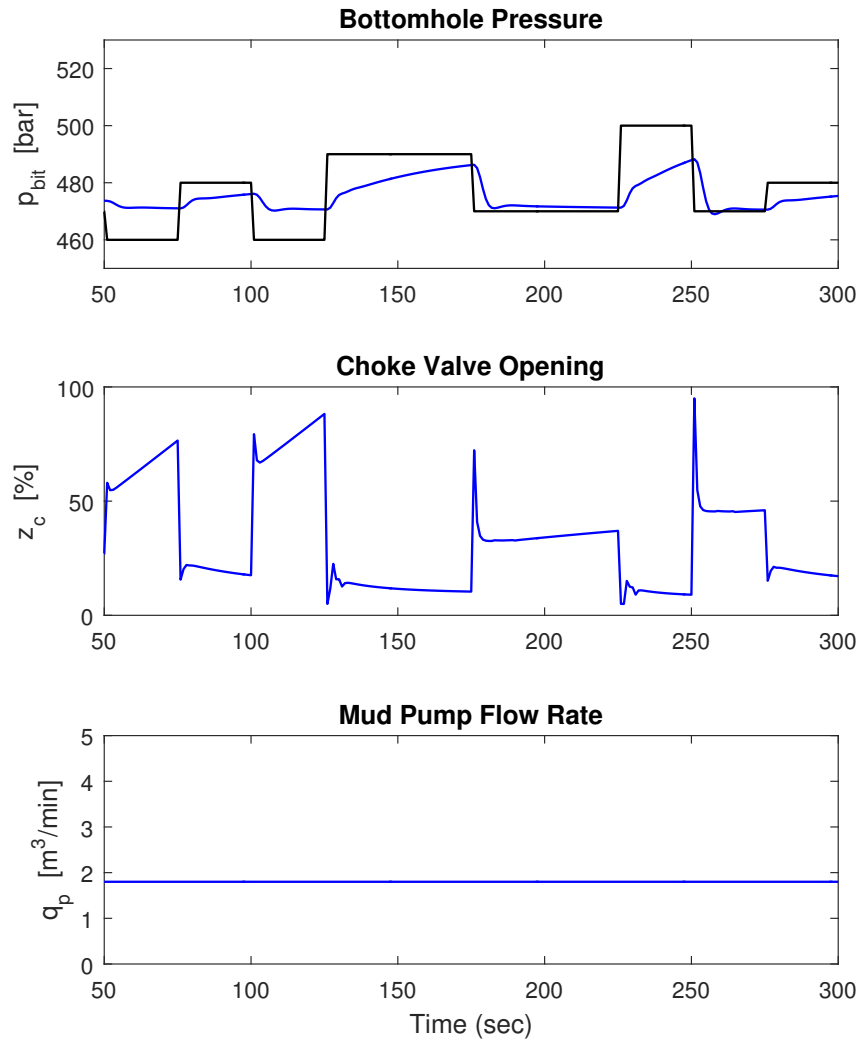 Bottomhole Pressure
p_bit [bar]
520
500
480
460
50 100 150 200 250 300
Choke Valve Opening
z_c [%]
100
50
0
50 100 150 200 250 300
Mud Pump Flow Rate
q_p [m^3/min]
5
4
3
2
1
0
50 100 150 200 250 300
Time (sec)